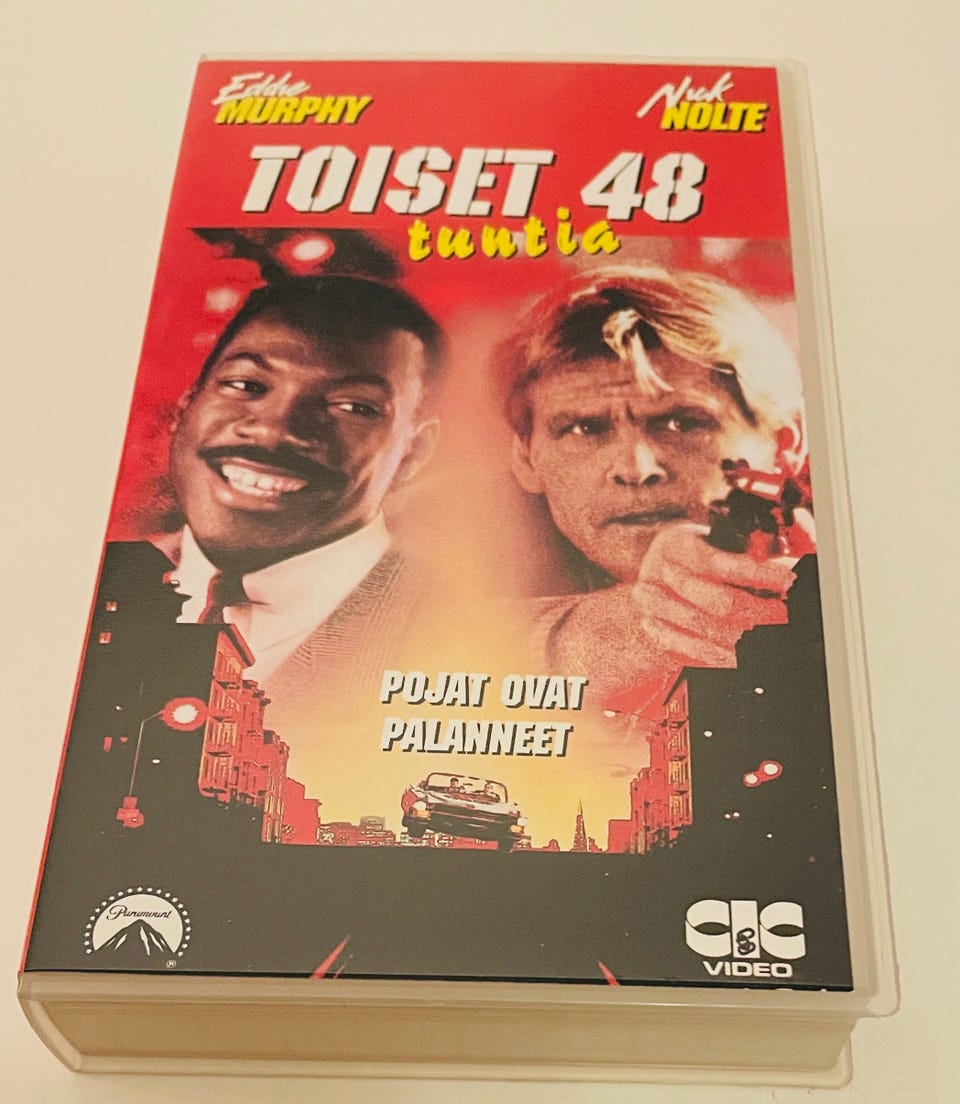 Eddie MURPHY
Nick NOLTE
TOISET 48
tuntia
POJAT OVAT
PALANNEET
Paramount
®
CIC
VIDEO